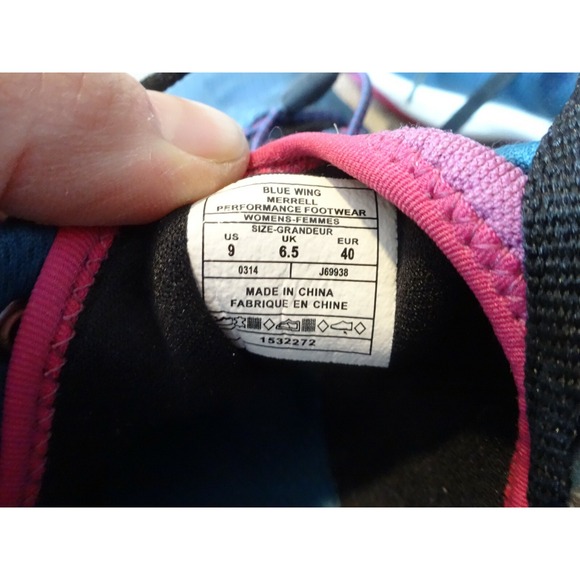 BLUE WING
MERRELL
PERFORMANCE FOOTWEAR
WOMENS-FEMMES
SIZE-GRANDEUR
US UK EUR
9 6.5 40
0314 J69938
MADE IN CHINA
FABRIQUE EN CHINE
1532272